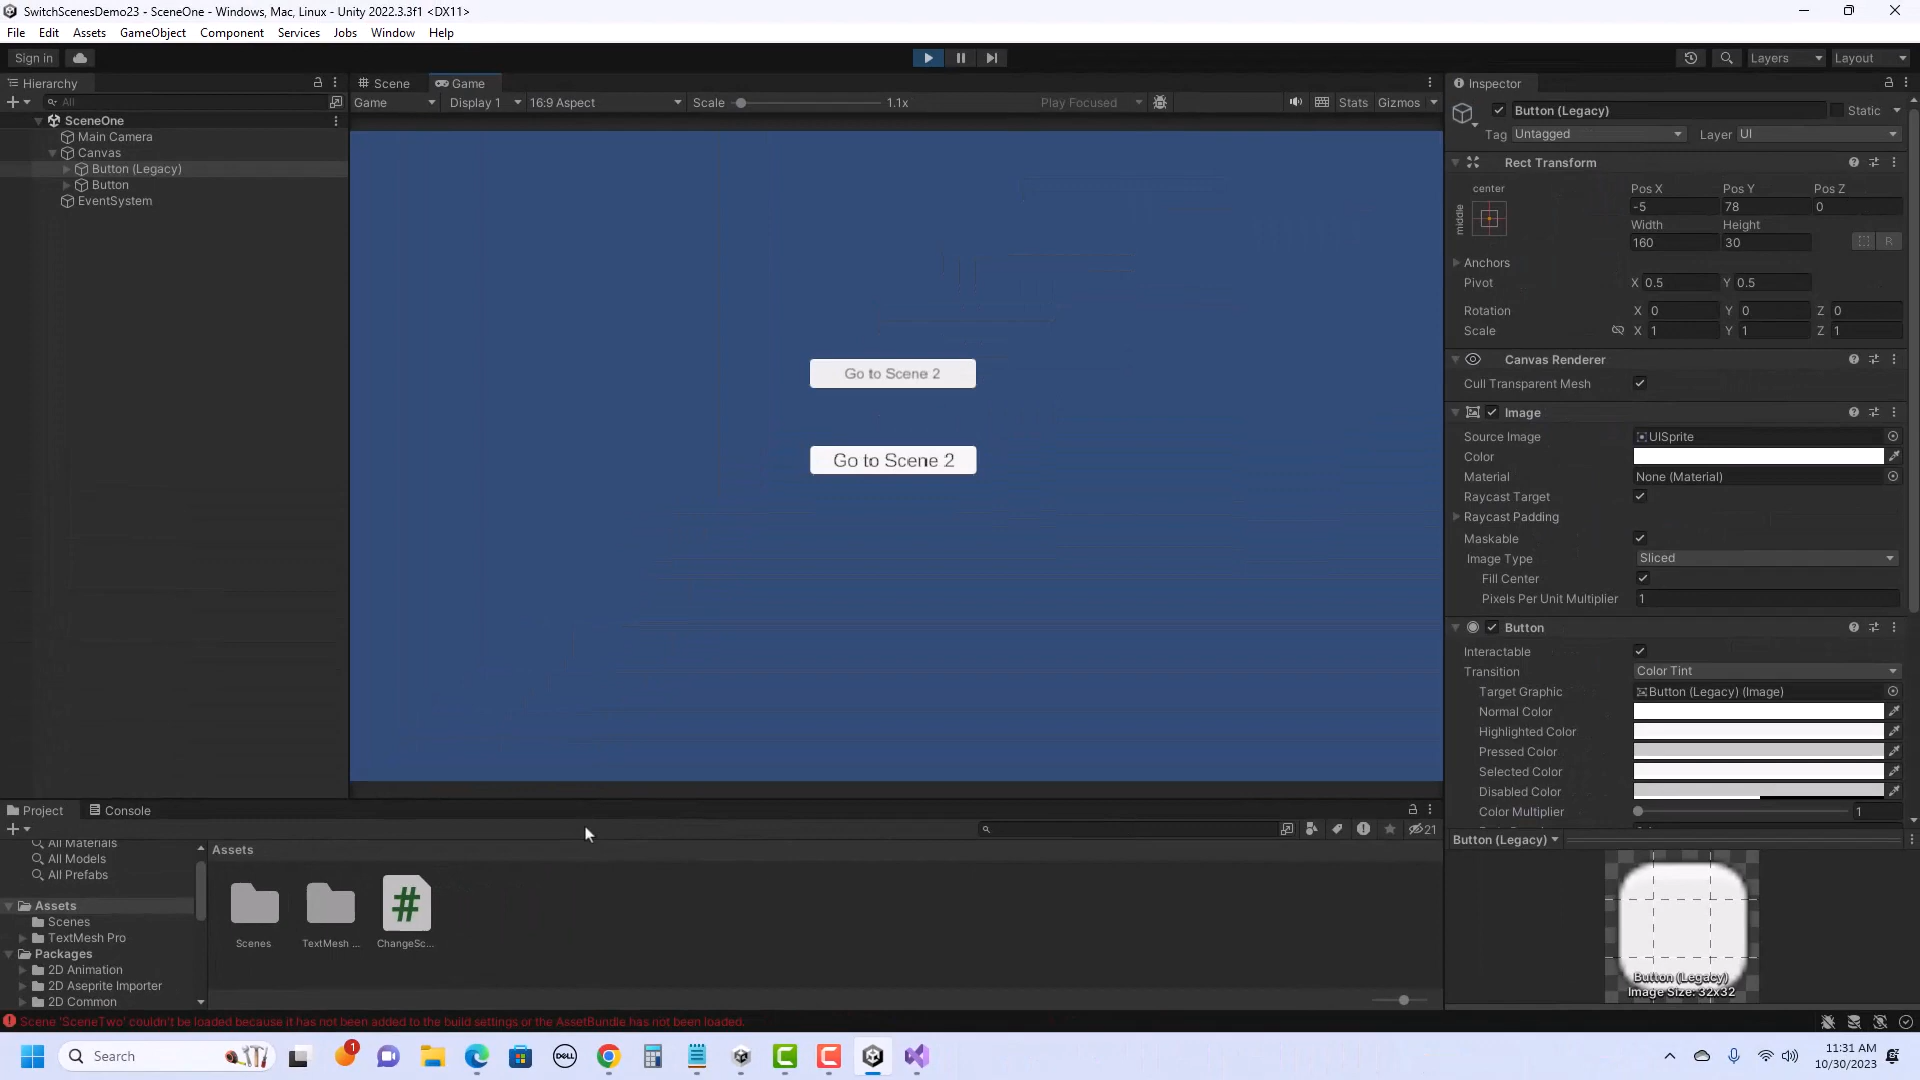 SwitchScenesDemo23 - SceneOne - Windows, Mac, Linux - Unity 2022.3.3f1 <DX11>
File Edit Assets GameObject Component Services Jobs Window Help
Sign in
Layers Layout
Hierarchy
All
SceneOne
Main Camera
Canvas
Button (Legacy)
Button
EventSystem
Scene Game
Game Display 1 16:9 Aspect Scale 1.1x Play Focused Stats Gizmos
Go to Scene 2
Go to Scene 2
Inspector
Button (Legacy) Static
Tag Untagged Layer UI
Rect Transform
center
middle
Pos X Pos Y Pos Z
-5 78 0
Width Height
160 30
R
Anchors
Pivot X 0.5 Y 0.5
Rotation X 0 Y 0 Z 0
Scale X 1 Y 1 Z 1
Canvas Renderer
Cull Transparent Mesh
Image
Source Image UISprite
Color
Material None (Material)
Raycast Target
Raycast Padding
Maskable
Image Type Sliced
Fill Center
Pixels Per Unit Multiplier 1
Button
Interactable
Transition Color Tint
Target Graphic Button (Legacy) (Image)
Normal Color
Highlighted Color
Pressed Color
Selected Color
Disabled Color
Color Multiplier 1
Button (Legacy)
Button (Legacy)
Image Size: 32x32
Project Console
21
All Materials
All Models
All Prefabs
Assets
Scenes
TextMesh Pro
Packages
2D Animation
2D Aseprite Importer
2D Common
Assets
Scenes TextMesh ... ChangeSc...
Scene 'SceneTwo' couldn't be loaded because it has not been added to the build settings or the AssetBundle has not been loaded.
Search
1
DELL
11:31 AM
10/30/2023